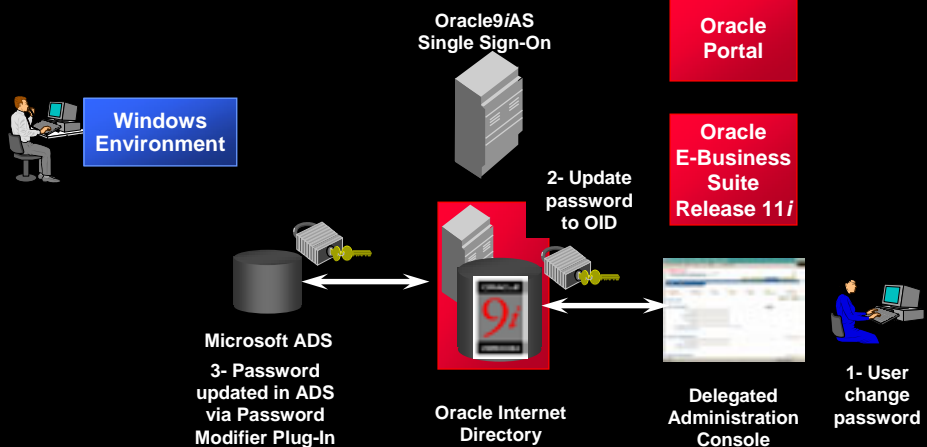 Oracle9iAS
Single Sign-On
Oracle
Portal
Windows
Environment
Oracle
E-Business
Suite
Release 11i
2- Update
password
to OID
ORACLE
9i
Microsoft ADS
3- Password
updated in ADS
via Password
Modifier Plug-In
Oracle Internet
Directory
Delegated
Administration
Console
1- User
change
password